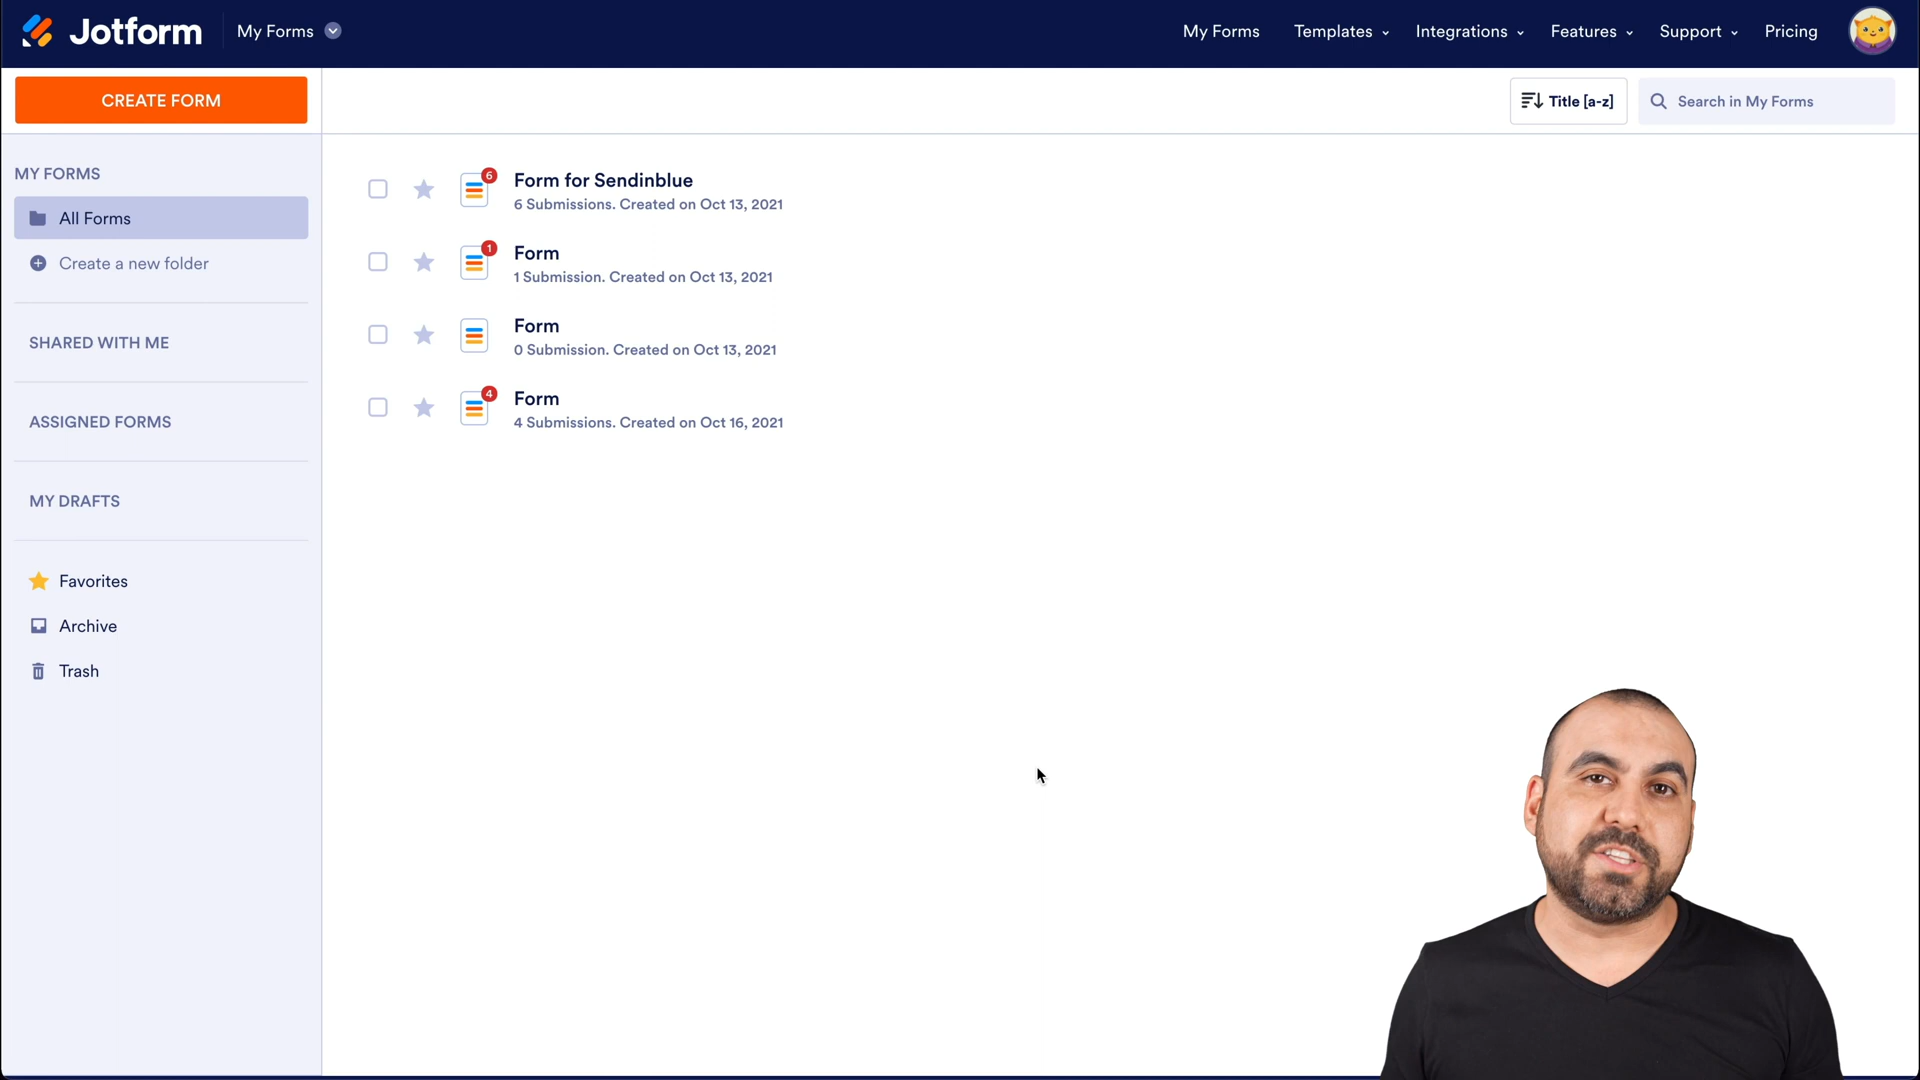 Jotform
My Forms
My Forms
Templates
Integrations
Features
Support
Pricing
CREATE FORM
Title [a-z]
Search in My Forms
MY FORMS
All Forms
Create a new folder
SHARED WITH ME
ASSIGNED FORMS
MY DRAFTS
Favorites
Archive
Trash
6
Form for Sendinblue
6 Submissions. Created on Oct 13, 2021
1
Form
1 Submission. Created on Oct 13, 2021
Form
0 Submission. Created on Oct 13, 2021
4
Form
4 Submissions. Created on Oct 16, 2021